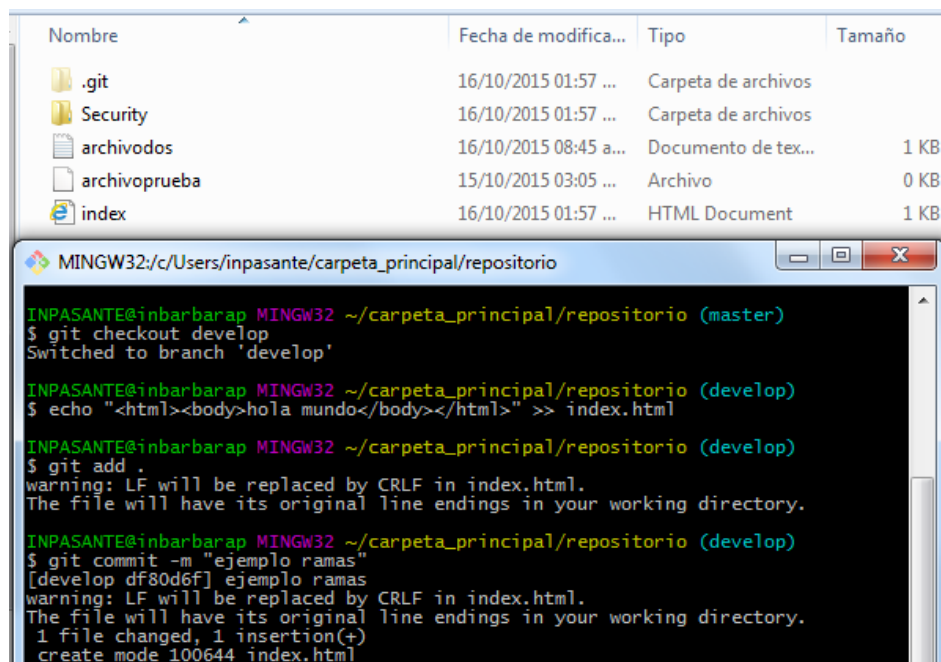 Nombre Fecha de modifica... Tipo Tamaño
.git 16/10/2015 01:57 ... Carpeta de archivos
Security 16/10/2015 01:57 ... Carpeta de archivos
archivodos 16/10/2015 08:45 a... Documento de tex... 1 KB
archivoprueba 15/10/2015 03:05 ... Archivo 0 KB
index 16/10/2015 01:57 ... HTML Document 1 KB
MINGW32:/c/Users/inpasante/carpeta_principal/repositorio
INPASANTE@inbarbarap MINGW32 ~/carpeta_principal/repositorio (master)
$ git checkout develop
Switched to branch 'develop'
INPASANTE@inbarbarap MINGW32 ~/carpeta_principal/repositorio (develop)
$ echo "<html><body>hola mundo</body></html>" >> index.html
INPASANTE@inbarbarap MINGW32 ~/carpeta_principal/repositorio (develop)
$ git add .
warning: LF will be replaced by CRLF in index.html.
The file will have its original line endings in your working directory.
INPASANTE@inbarbarap MINGW32 ~/carpeta_principal/repositorio (develop)
$ git commit -m "ejemplo ramas"
[develop df80d6f] ejemplo ramas
warning: LF will be replaced by CRLF in index.html.
The file will have its original line endings in your working directory.
1 file changed, 1 insertion(+)
create mode 100644 index.html